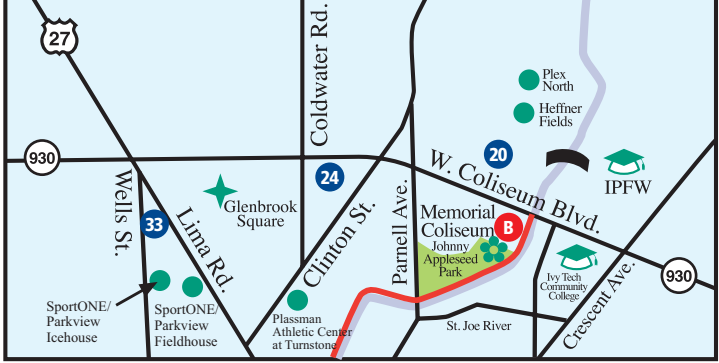 27
Coldwater Rd.
Plex
North
Heffner
Fields
930
20
W. Coliseum Blvd.
IPFW
24
Glenbrook
Square
Wells St.
33
Lima Rd.
Clinton St.
Parnell Ave.
Memorial
Coliseum
B
Johnny
Appleseed
Park
Ivy Tech
Community
College
930
Crescent Ave.
SportONE/
Parkview
Icehouse
SportONE/
Parkview
Fieldhouse
Plassman
Athletic Center
at Turnstone
St. Joe River